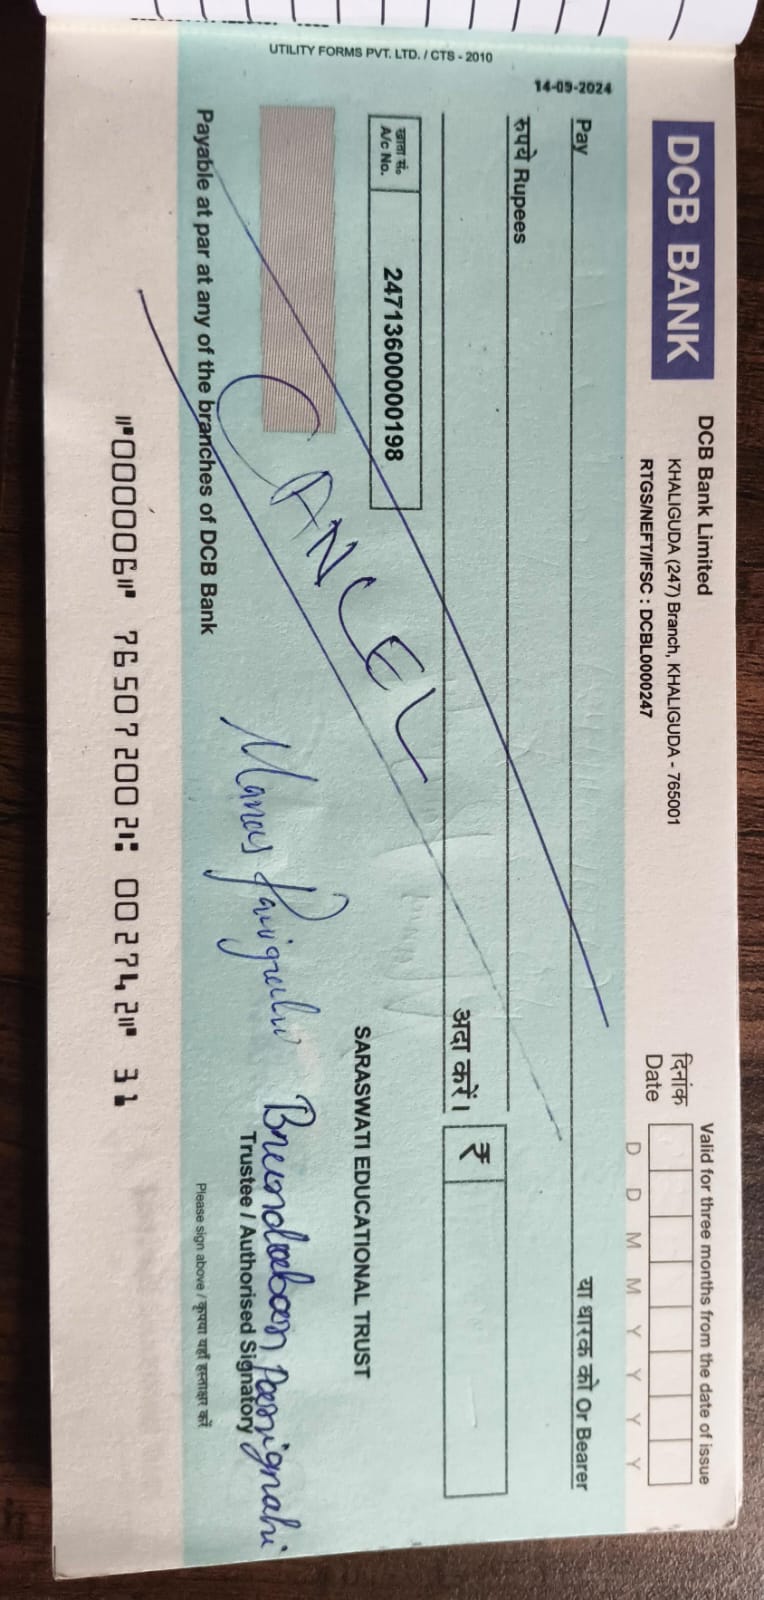 DCB BANK
DCB Bank Limited
KHALIGUDA (247) Branch, KHALIGUDA - 765001
RTGS/NEFT/IFSC : DCBL0000247
Valid for three months from the date of issue
दिनांक
Date
D D M M Y Y Y Y
14-09-2024
Pay
या धारक को Or Bearer
रुपये Rupees
अदा करें।
₹
खाता सं.
A/c No.
24713600000198
CANCEL
SARASWATI EDUCATIONAL TRUST
Manas
Brundaban
Trustee / Authorised Signatory
Please sign above / कृपया यहाँ हस्ताक्षर करें
Payable at par at any of the branches of DCB Bank
UTILITY FORMS PVT. LTD. / CTS - 2010
⑈000006⑈ 765072002⑆ 002742⑈ 31